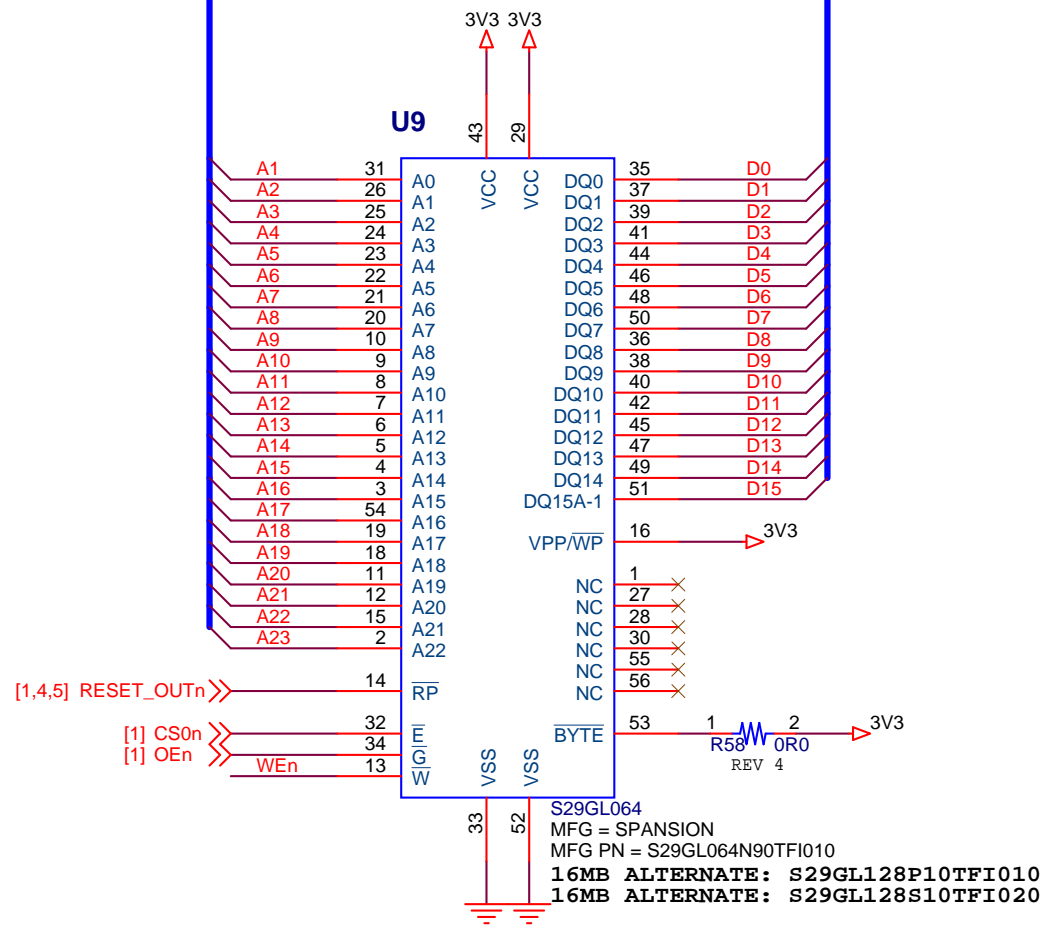 3V3 3V3
U9
43
29
VCC
VCC
A1 31 A0 DQ0 35 D0
A2 26 A1 DQ1 37 D1
A3 25 A2 DQ2 39 D2
A4 24 A3 DQ3 41 D3
A5 23 A4 DQ4 44 D4
A6 22 A5 DQ5 46 D5
A7 21 A6 DQ6 48 D6
A8 20 A7 DQ7 50 D7
A9 10 A8 DQ8 36 D8
A10 9 A9 DQ9 38 D9
A11 8 A10 DQ10 40 D10
A12 7 A11 DQ11 42 D11
A13 6 A12 DQ12 45 D12
A14 5 A13 DQ13 47 D13
A15 4 A14 DQ14 49 D14
A16 3 A15 DQ15A-1 51 D15
A17 54 A16
A18 19 A17 VPP/WP 16 3V3
A19 18 A18
A20 11 A19 NC 1
A21 12 A20 NC 27
A22 15 A21 NC 28
A23 2 A22 NC 30
NC 55
[1,4,5] RESET_OUTn 14 RP NC 56
[1] CS0n 32 E BYTE 53 1 2 3V3
[1] OEn 34 G R58 0R0
WEn 13 W REV 4
VSS
VSS
33
52
S29GL064
MFG = SPANSION
MFG PN = S29GL064N90TFI010
16MB ALTERNATE: S29GL128P10TFI010
16MB ALTERNATE: S29GL128S10TFI020